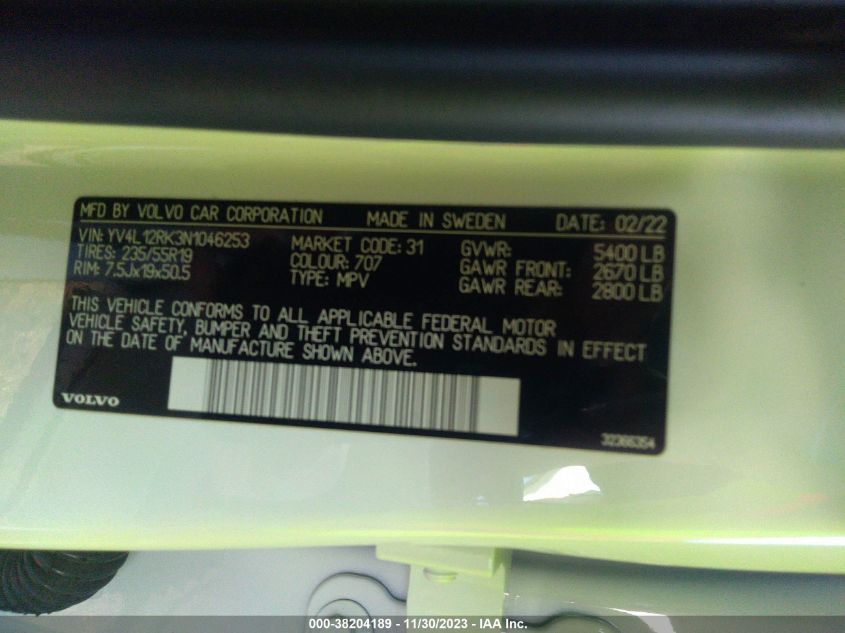 MFD BY VOLVO CAR CORPORATION MADE IN SWEDEN DATE: 02/22
VIN: YV4L12RK3N1046253 MARKET CODE: 31 GVWR: 5400 LB
TIRES: 235/55R19 COLOUR: 707 GAWR FRONT: 2670 LB
RIM: 7.5Jx19x50.5 TYPE: MPV GAWR REAR: 2800 LB
THIS VEHICLE CONFORMS TO ALL APPLICABLE FEDERAL MOTOR
VEHICLE SAFETY, BUMPER AND THEFT PREVENTION STANDARDS IN EFFECT
ON THE DATE OF MANUFACTURE SHOWN ABOVE.
VOLVO
32366354
000-38204189 - 11/30/2023 - IAA Inc.